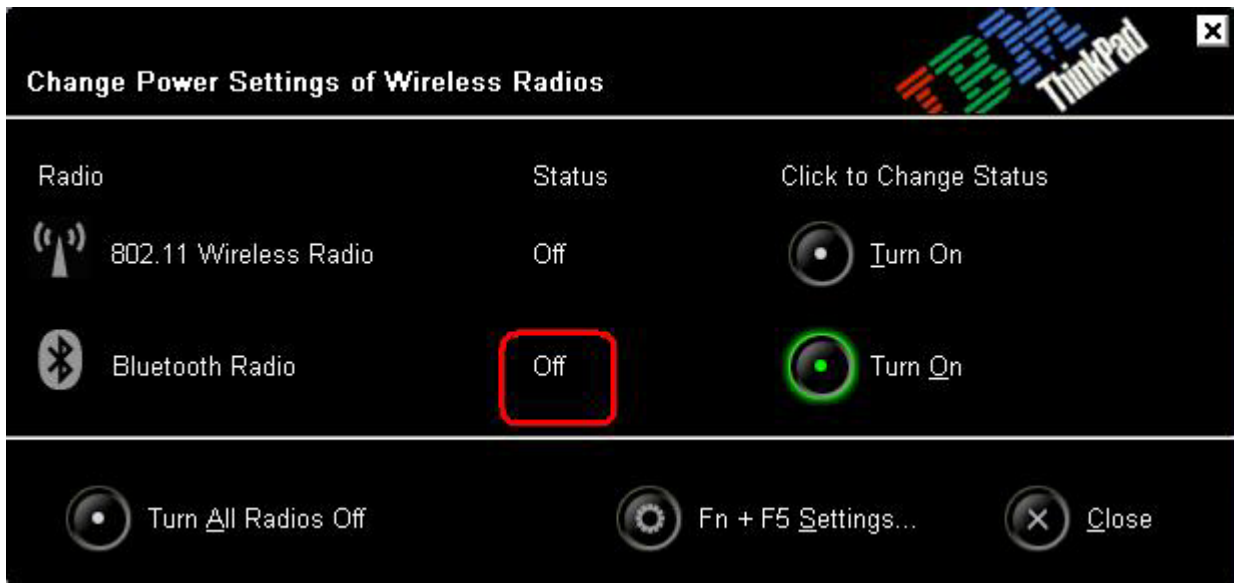 IBM
ThinkPad
Change Power Settings of Wireless Radios
Radio Status Click to Change Status
802.11 Wireless Radio Off Turn On
Bluetooth Radio Off Turn On
Turn All Radios Off Fn + F5 Settings... Close